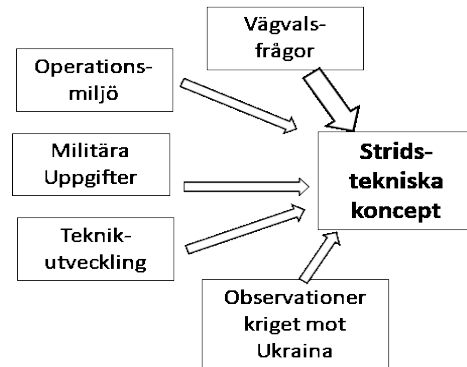 Vägvals-
frågor
Operations-
miljö
Militära
Uppgifter
Teknik-
utveckling
Observationer
kriget mot
Ukraina
Strids-
tekniska
koncept